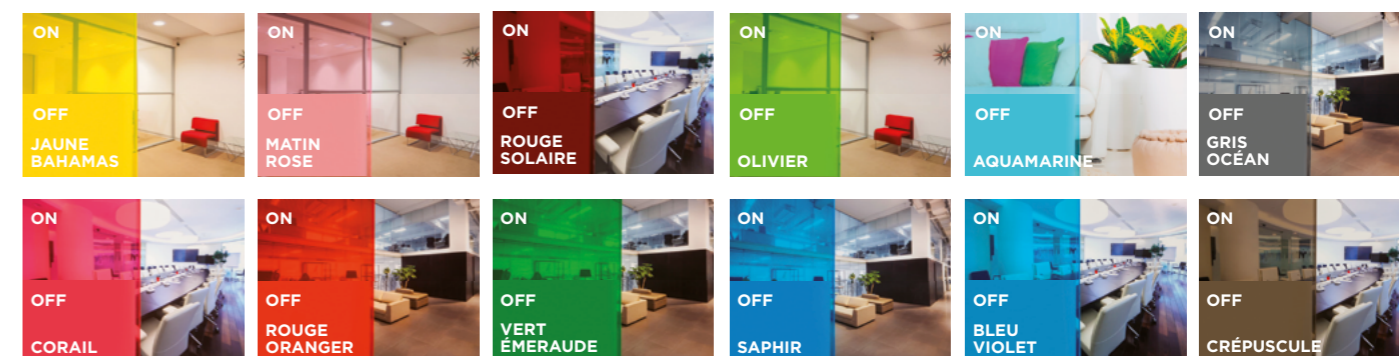 ON
OFF
JAUNE
BAHAMAS
ON
OFF
MATIN
ROSE
ON
OFF
ROUGE
SOLAIRE
ON
OFF
OLIVIER
ON
OFF
AQUAMARINE
ON
OFF
GRIS
OCÉAN
ON
OFF
CORAIL
ON
OFF
ROUGE
ORANGER
ON
OFF
VERT
ÉMERAUDE
ON
OFF
SAPHIR
ON
OFF
BLEU
VIOLET
ON
OFF
CRÉPUSCULE